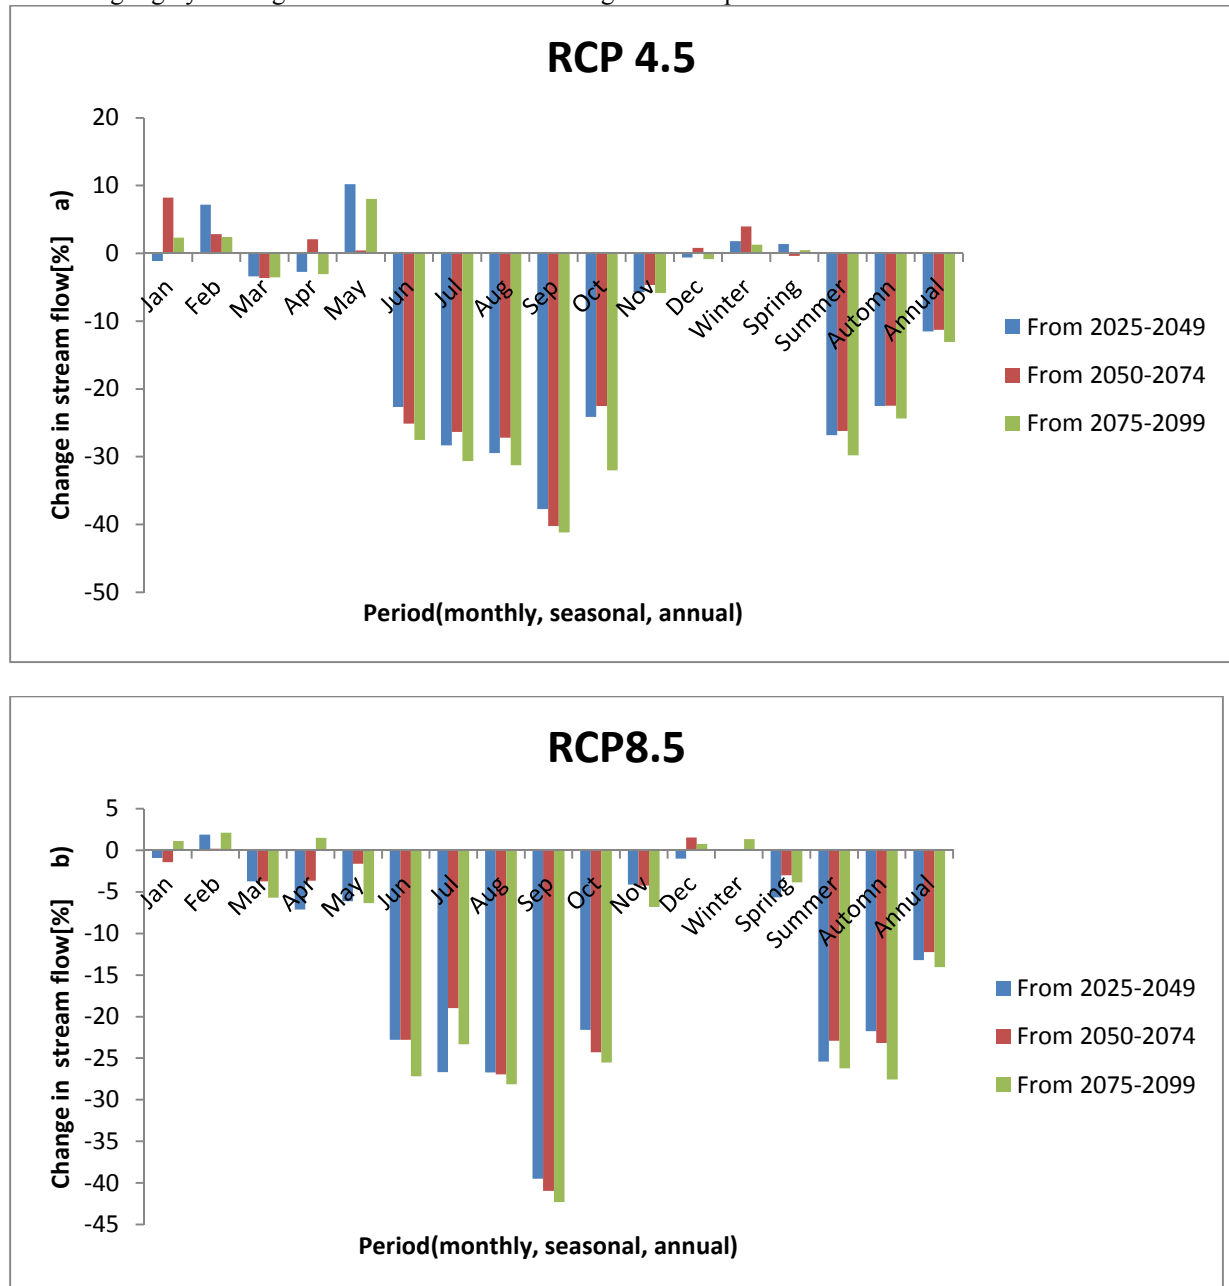 RCP 4.5
20
10
0
-10
-20
-30
-40
-50
Change in stream flow[%] a)
Jan
Feb
Mar
Apr
May
Jun
Jul
Aug
Sep
Oct
Nov
Dec
Winter
Spring
Summer
Automn
Annual
From 2025-2049
From 2050-2074
From 2075-2099
Period(monthly, seasonal, annual)
RCP8.5
5
0
-5
-10
-15
-20
-25
-30
-35
-40
-45
Change in stream flow[%] b)
Jan
Feb
Mar
Apr
May
Jun
Jul
Aug
Sep
Oct
Nov
Dec
Winter
Spring
Summer
Automn
Annual
From 2025-2049
From 2050-2074
From 2075-2099
Period(monthly, seasonal, annual)